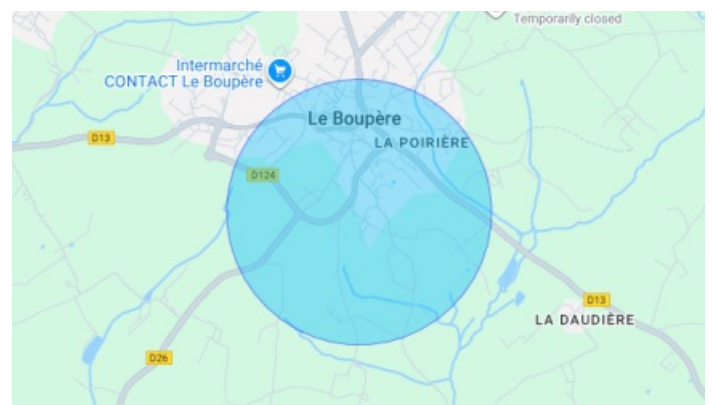 Temporarily closed
Intermarché
CONTACT Le Boupère
Le Boupère
D13
LA POIRIÈRE
D124
D13
LA DAUDIÈRE
D26